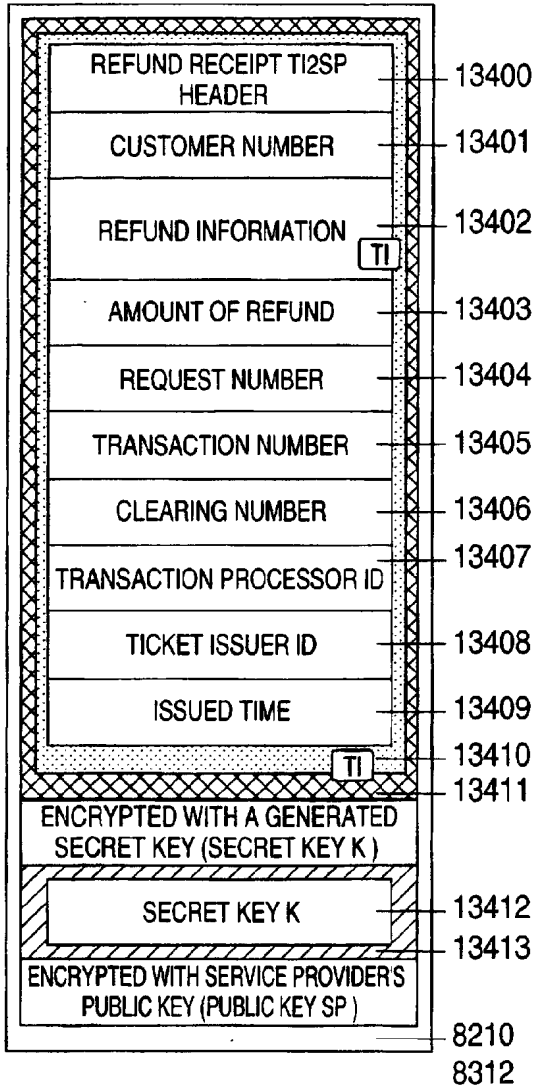 REFUND RECEIPT TI2SP
HEADER
13400
CUSTOMER NUMBER
13401
REFUND INFORMATION
13402
TI
AMOUNT OF REFUND
13403
REQUEST NUMBER
13404
TRANSACTION NUMBER
13405
CLEARING NUMBER
13406
13407
TRANSACTION PROCESSOR ID
TICKET ISSUER ID
13408
ISSUED TIME
13409
13410
TI
13411
ENCRYPTED WITH A GENERATED
SECRET KEY (SECRET KEY K)
SECRET KEY K
13412
13413
ENCRYPTED WITH SERVICE PROVIDER'S
PUBLIC KEY (PUBLIC KEY SP)
8210
8312